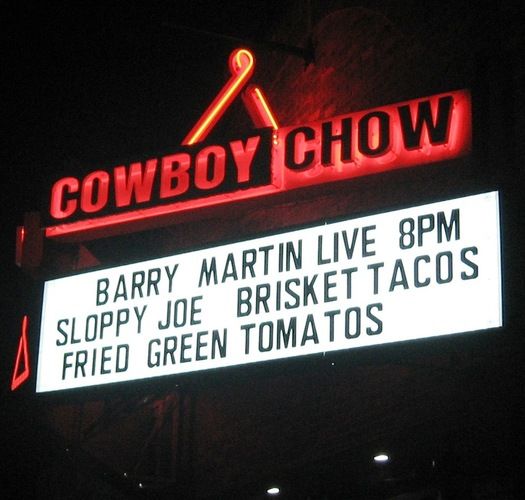 COWBOY CHOW
BARRY MARTIN LIVE 8PM
SLOPPY JOE BRISKET TACOS
FRIED GREEN TOMATOS